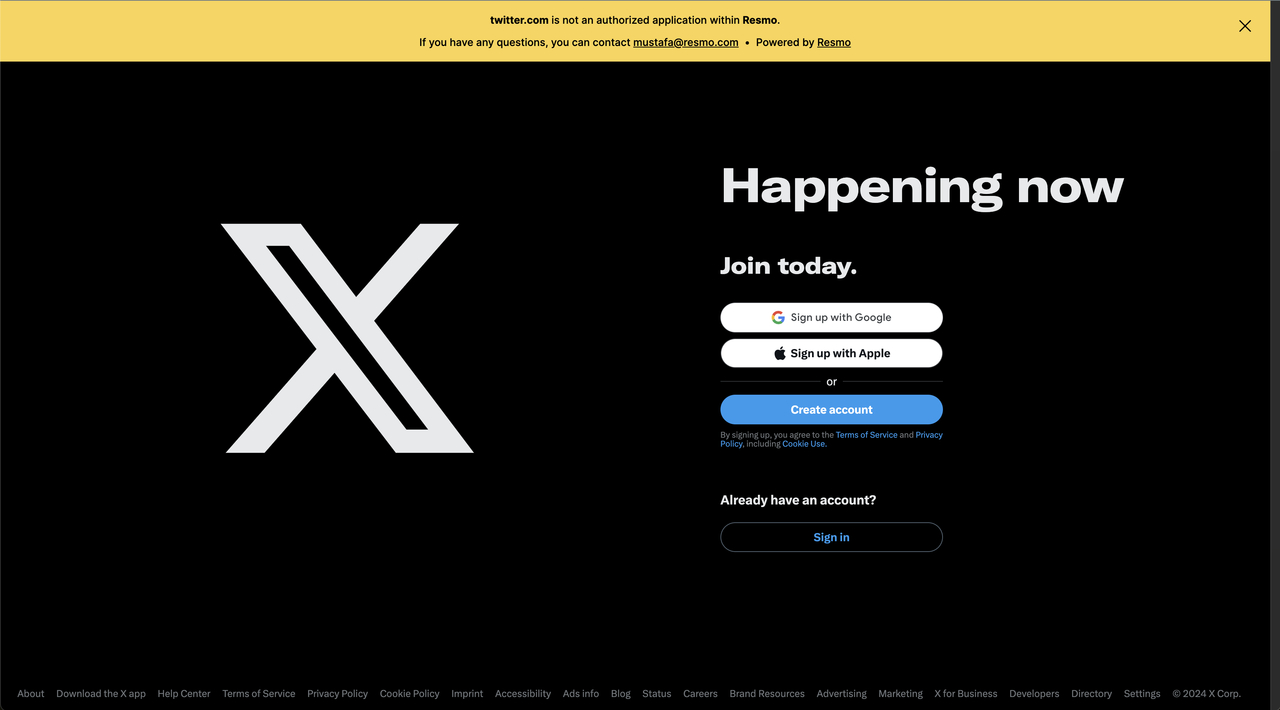 twitter.com is not an authorized application within Resmo.
If you have any questions, you can contact mustafa@resmo.com • Powered by Resmo
Happening now
Join today.
Sign up with Google
Sign up with Apple
or
Create account
By signing up, you agree to the Terms of Service and Privacy
Policy, including Cookie Use.
Already have an account?
Sign in
About Download the X app Help Center Terms of Service Privacy Policy Cookie Policy Imprint Accessibility Ads info Blog Status Careers Brand Resources Advertising Marketing X for Business Developers Directory Settings © 2024 X Corp.